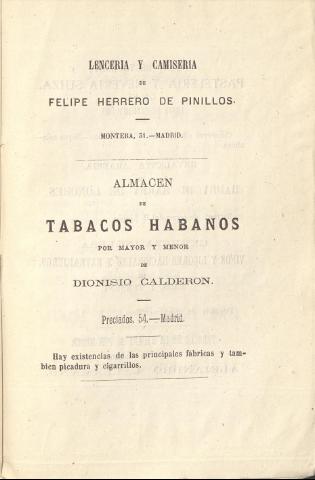 LENCERIA Y CAMISERIA
DE
FELIPE HERRERO DE PINILLOS.
MONTERA, 31.—MADRID.
ALMACEN
DE
TABACOS HABANOS
POR MAYOR Y MENOR
DE
DIONISIO CALDERON.
Preciados. 54.—Madrid.
Hay existencias de las principales fábricas y tam-
bien picadura y cigarrillos.